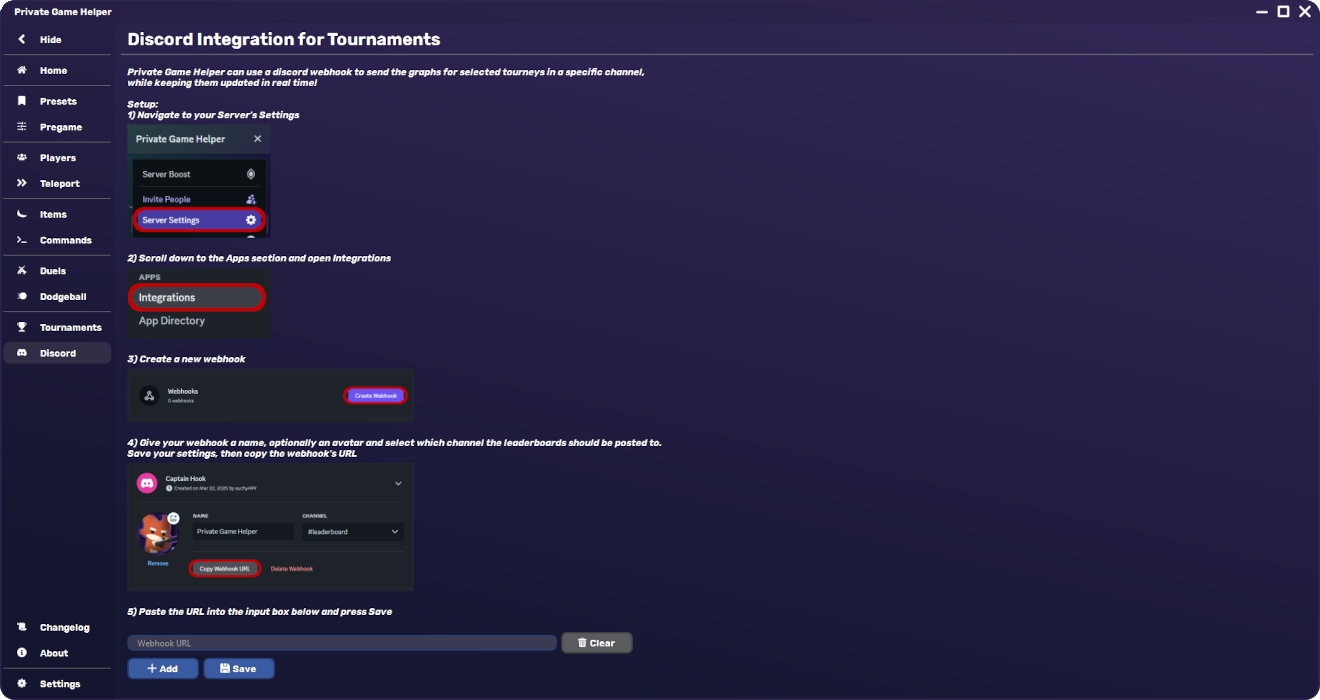 Private Game Helper
Hide
Home
Presets
Pregame
Players
Teleport
Items
Commands
Duels
Dodgeball
Tournaments
Discord
Changelog
About
Settings
Discord Integration for Tournaments
Private Game Helper can use a discord webhook to send the graphs for selected tourneys in a specific channel,
while keeping them updated in real time!
Setup:
1) Navigate to your Server's Settings
Private Game Helper
Server Boost
Invite People
Server Settings
2) Scroll down to the Apps section and open Integrations
APPS
Integrations
App Directory
3) Create a new webhook
Webhooks
0 webhooks
Create Webhook
4) Give your webhook a name, optionally an avatar and select which channel the leaderboards should be posted to.
Save your settings, then copy the webhook's URL
Captain Hook
Created on Mar 22, 2025 by suchy499
NAME
CHANNEL
Private Game Helper
#leaderboard
Remove
Copy Webhook URL
Delete Webhook
5) Paste the URL into the input box below and press Save
Webhook URL
Clear
Add
Save